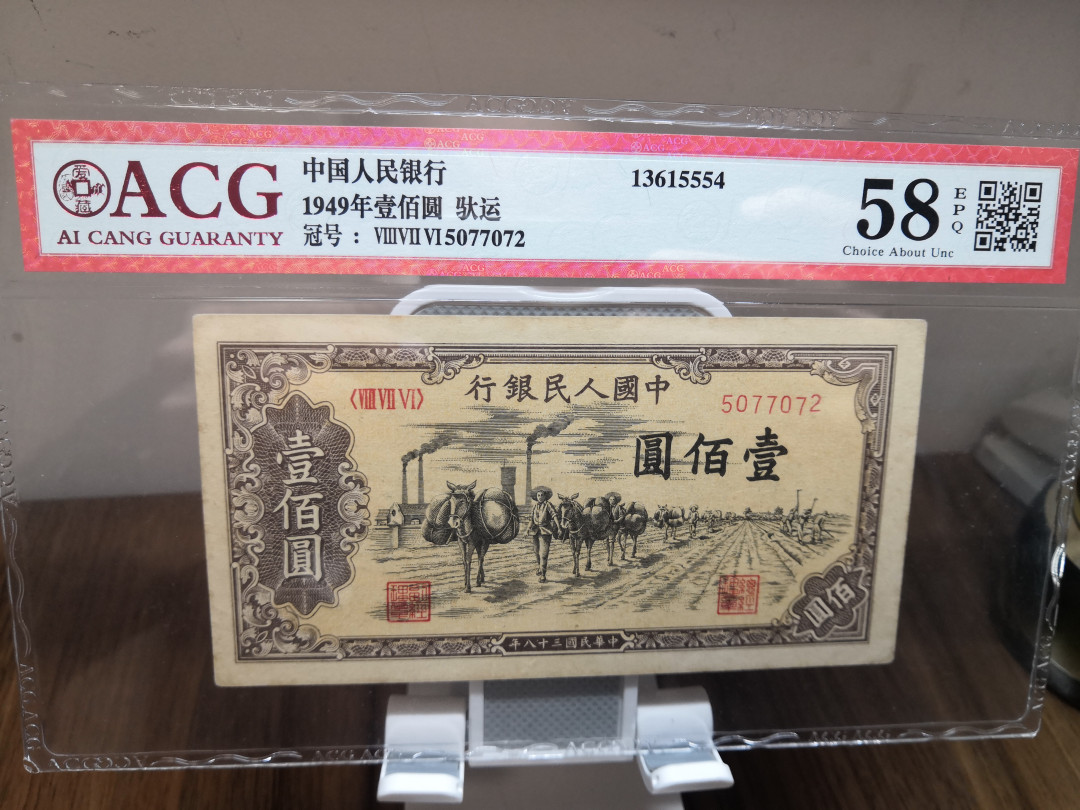 ACG
AI CANG GUARANTY
中国人民银行
1949年壹佰圆 驮运
冠号：ⅧⅦⅥ5077072
13615554
58
EPQ
Choice About Unc
行銀民人國中
〈ⅧⅦⅥ〉
5077072
圓佰壹
壹佰圓
佰圓
年八十三國民華中